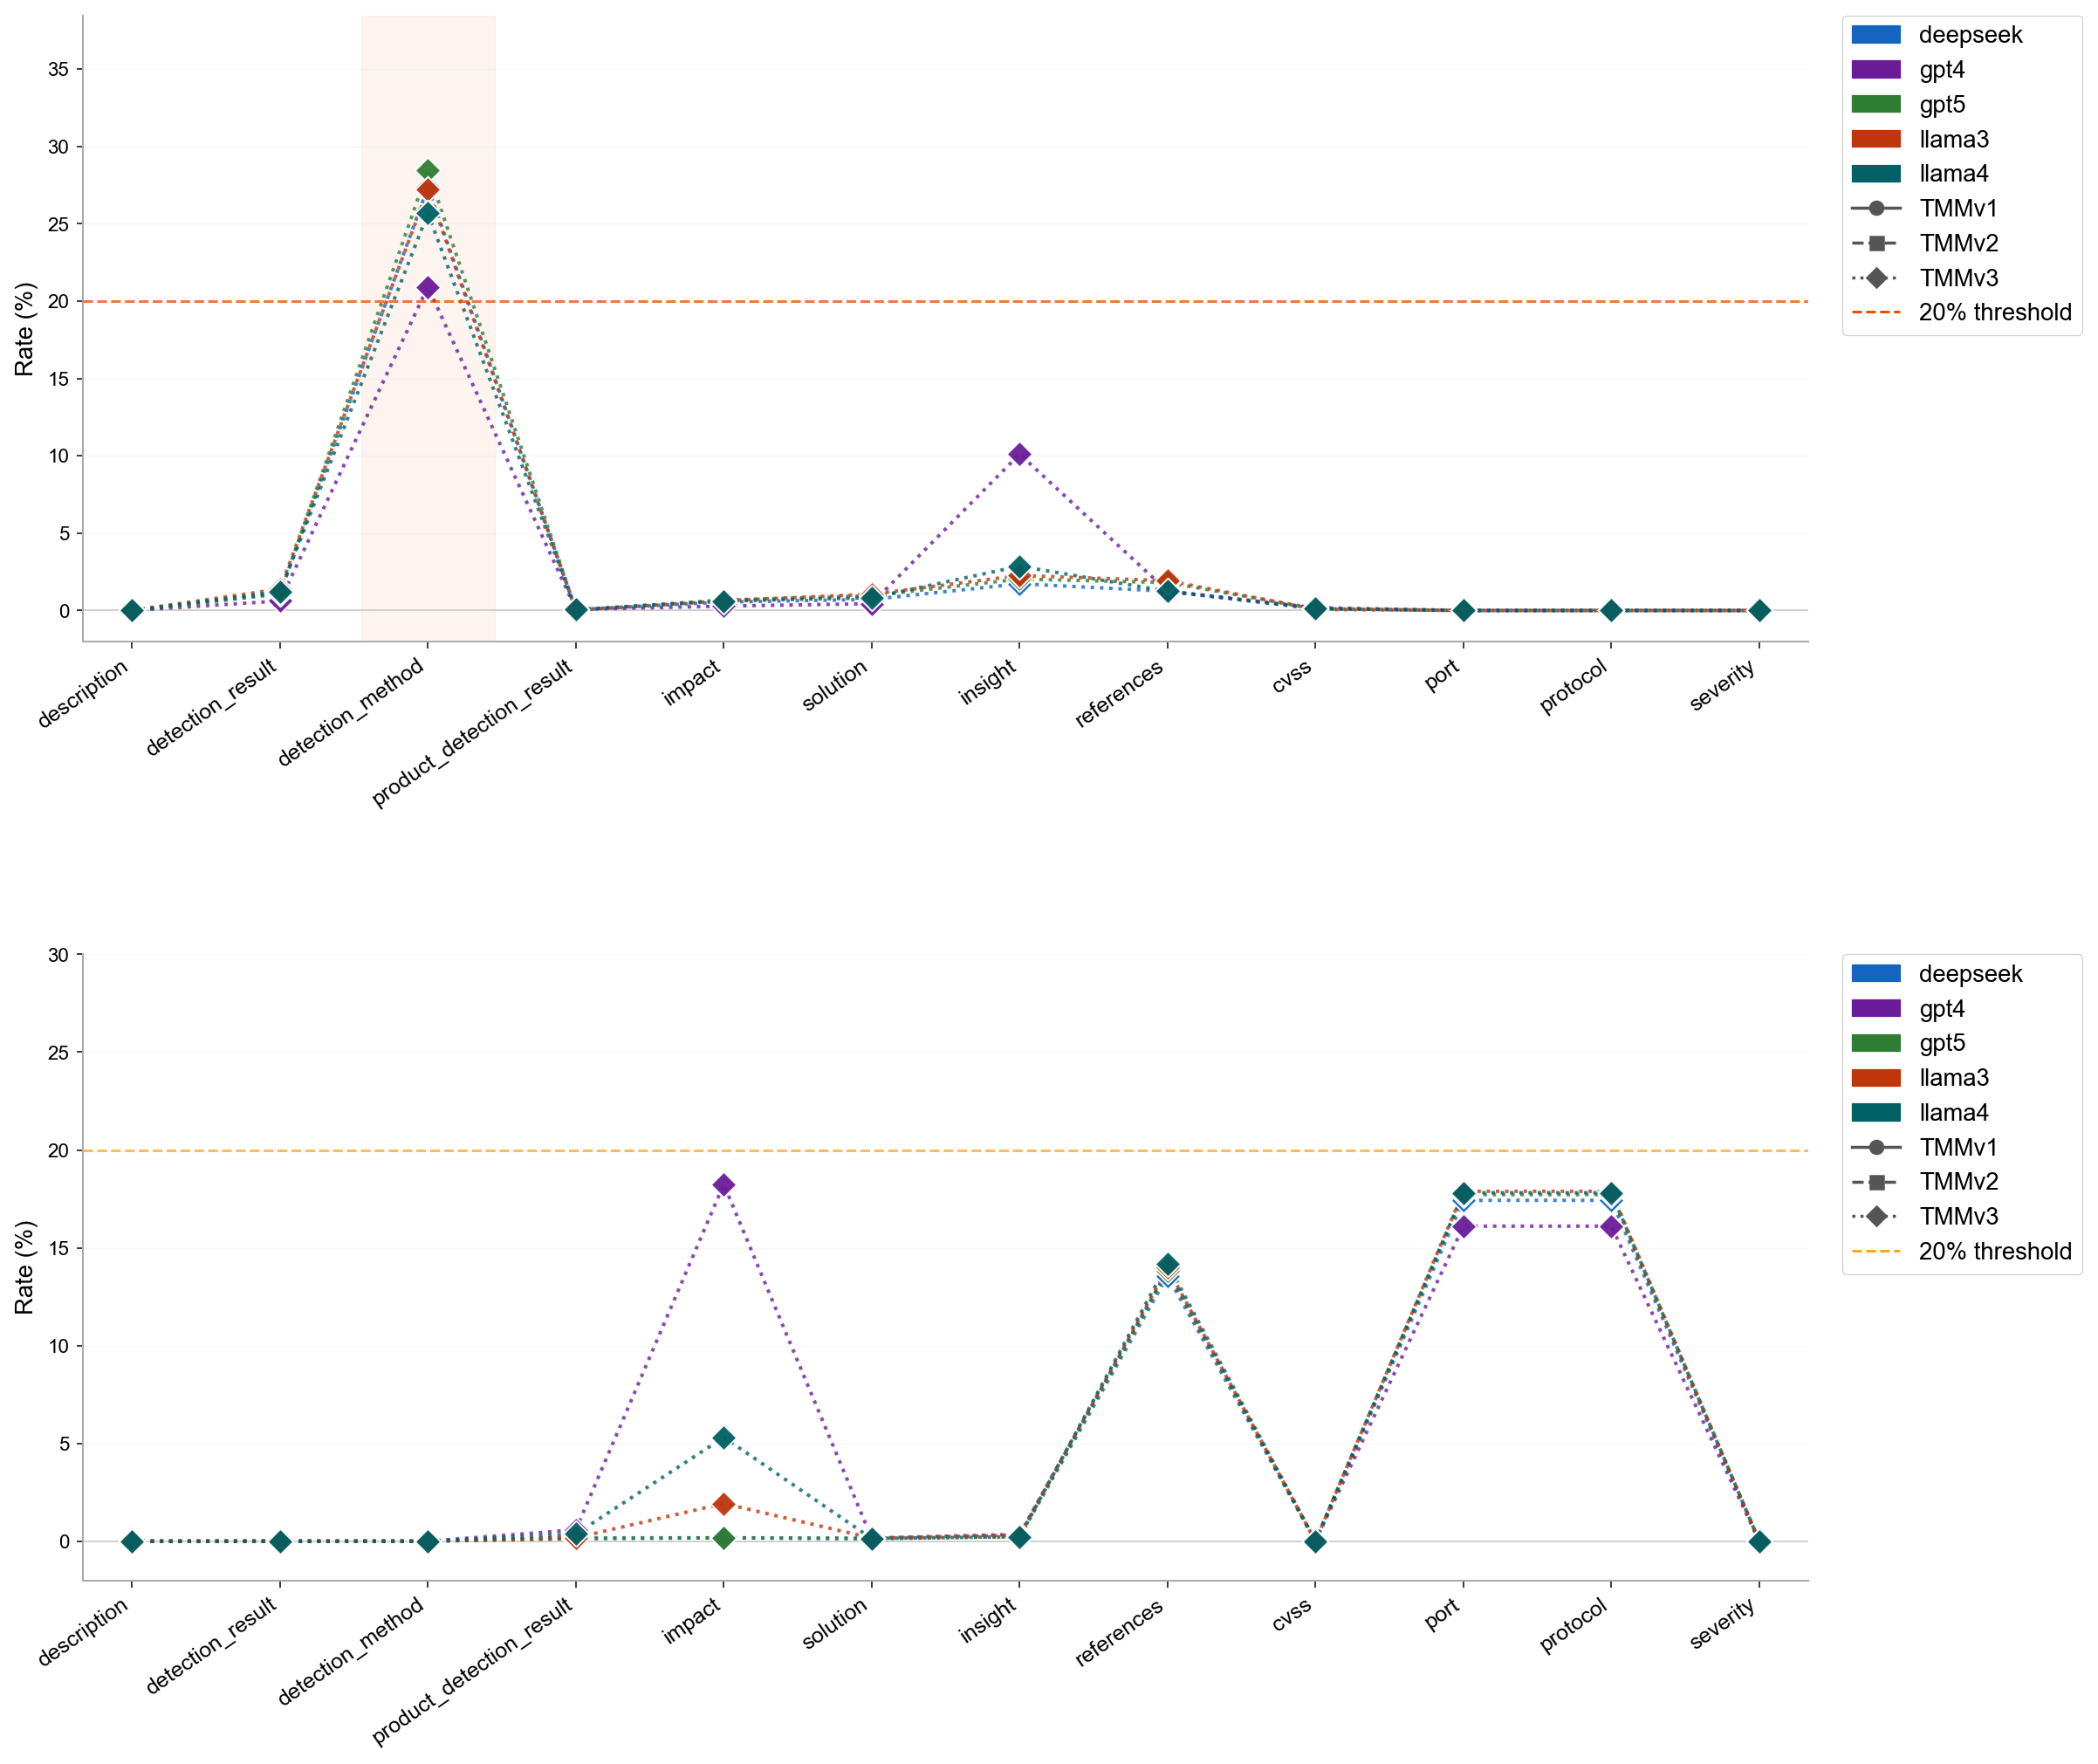 Rate (%)
35
30
25
20
15
10
5
0
description
detection_result
detection_method
product_detection_result
impact
solution
insight
references
cvss
port
protocol
severity
deepseek
gpt4
gpt5
llama3
llama4
TMMv1
TMMv2
TMMv3
20% threshold
Rate (%)
30
25
20
15
10
5
0
description
detection_result
detection_method
product_detection_result
impact
solution
insight
references
cvss
port
protocol
severity
deepseek
gpt4
gpt5
llama3
llama4
TMMv1
TMMv2
TMMv3
20% threshold